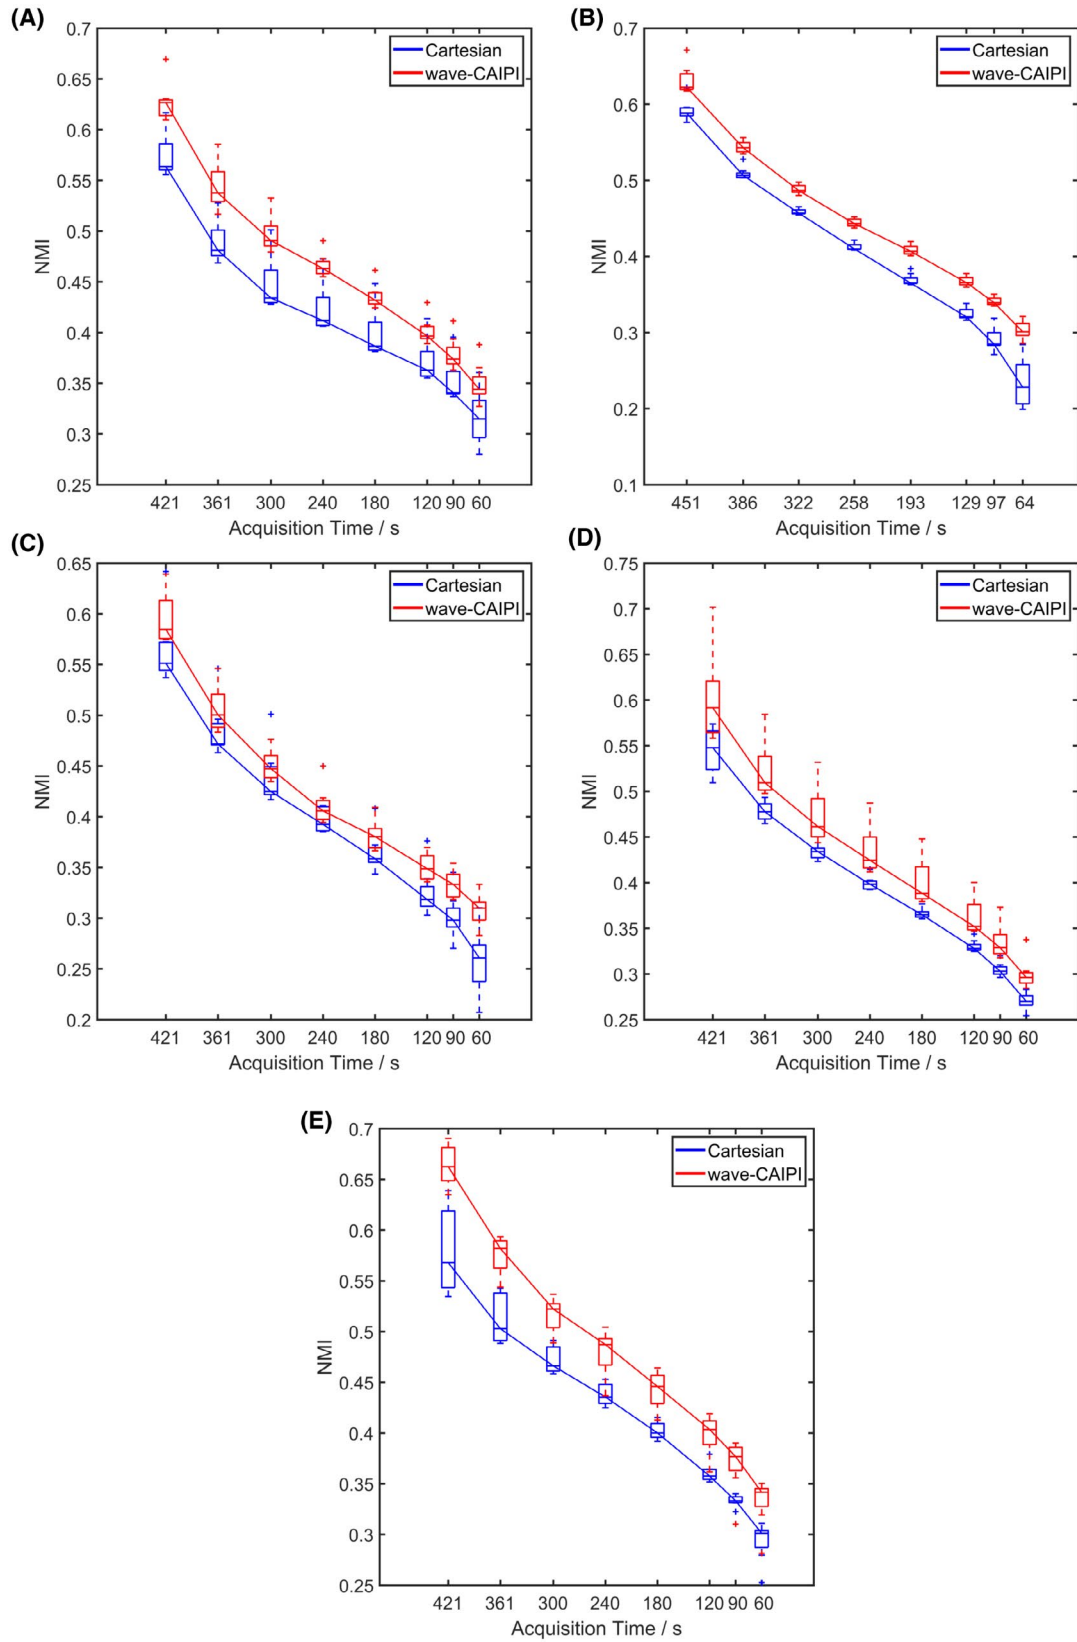 (A)
0.7
0.65
0.6
0.55
0.5
0.45
0.4
0.35
0.3
0.25
NMI
Cartesian
wave-CAIPI
421 361 300 240 180 120 90 60
Acquisition Time / s
(B)
0.7
0.6
0.5
0.4
0.3
0.2
0.1
NMI
Cartesian
wave-CAIPI
451 386 322 258 193 129 97 64
Acquisition Time / s
(C)
0.65
0.6
0.55
0.5
0.45
0.4
0.35
0.3
0.25
0.2
NMI
Cartesian
wave-CAIPI
421 361 300 240 180 120 90 60
Acquisition Time / s
(D)
0.75
0.7
0.65
0.6
0.55
0.5
0.45
0.4
0.35
0.3
0.25
NMI
Cartesian
wave-CAIPI
421 361 300 240 180 120 90 60
Acquisition Time / s
(E)
0.7
0.65
0.6
0.55
0.5
0.45
0.4
0.35
0.3
0.25
NMI
Cartesian
wave-CAIPI
421 361 300 240 180 120 90 60
Acquisition Time / s